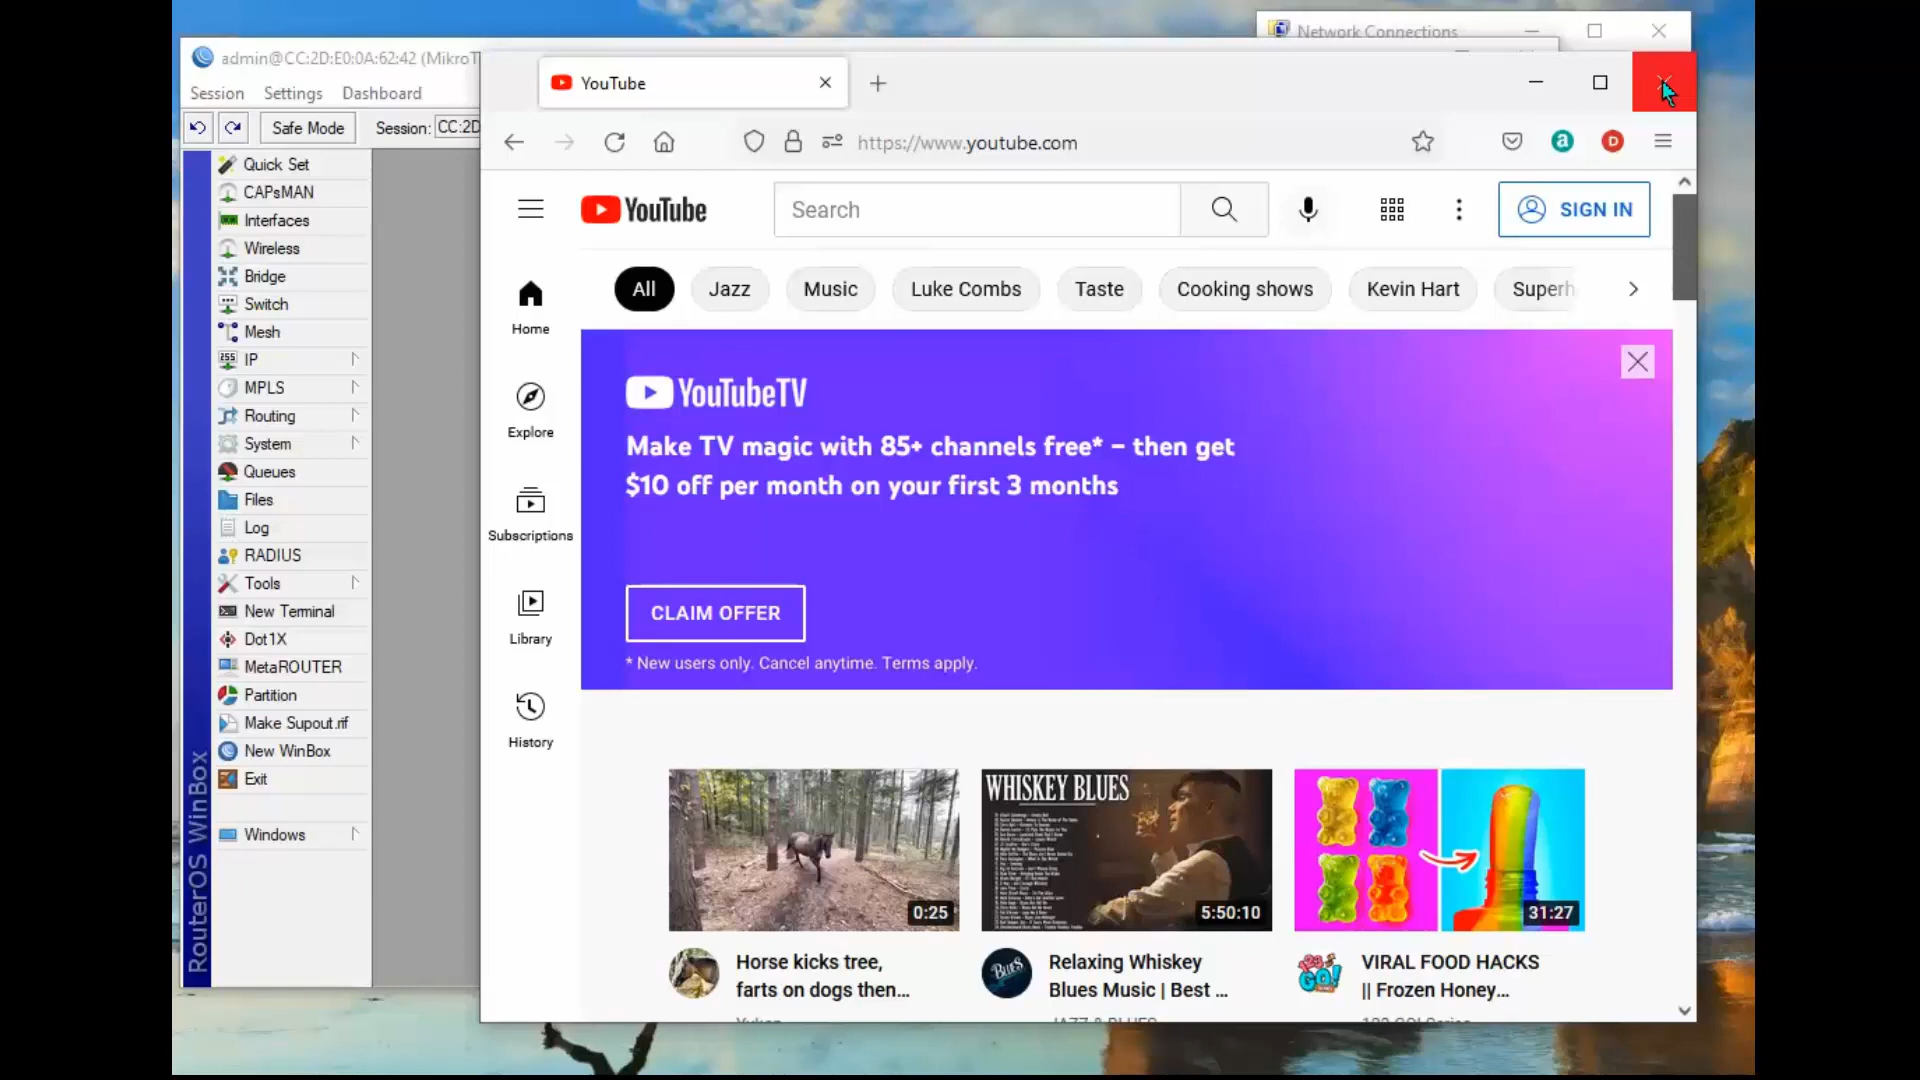 Network Connections
admin@CC:2D:E0:0A:62:42 (MikroT
Session Settings Dashboard
Safe Mode Session: CC:2D
Quick Set
CAPsMAN
Interfaces
Wireless
Bridge
Switch
Mesh
IP
MPLS
Routing
System
Queues
Files
Log
RADIUS
Tools
New Terminal
Dot1X
MetaROUTER
Partition
Make Supout.rif
New WinBox
Exit
Windows
RouterOS WinBox
YouTube
https://www.youtube.com
YouTube
Search
SIGN IN
All Jazz Music Luke Combs Taste Cooking shows Kevin Hart Superh
Home
Explore
Subscriptions
Library
History
YouTubeTV
Make TV magic with 85+ channels free* – then get
$10 off per month on your first 3 months
CLAIM OFFER
* New users only. Cancel anytime. Terms apply.
0:25
WHISKEY BLUES
5:50:10
31:27
Horse kicks tree,
farts on dogs then...
BLUES
Relaxing Whiskey
Blues Music | Best ...
JAZZ & BLUES
123 GO!
VIRAL FOOD HACKS
|| Frozen Honey...